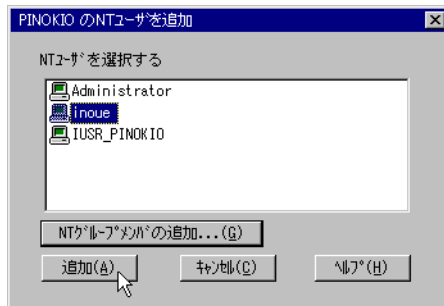 PINOKIO のNTユーザを追加
NTユーザを選択する
Administrator
inoue
IUSR_PINOKIO
NTグループメンバの追加...(G)
追加(A)
キャンセル(C)
ヘルプ(H)